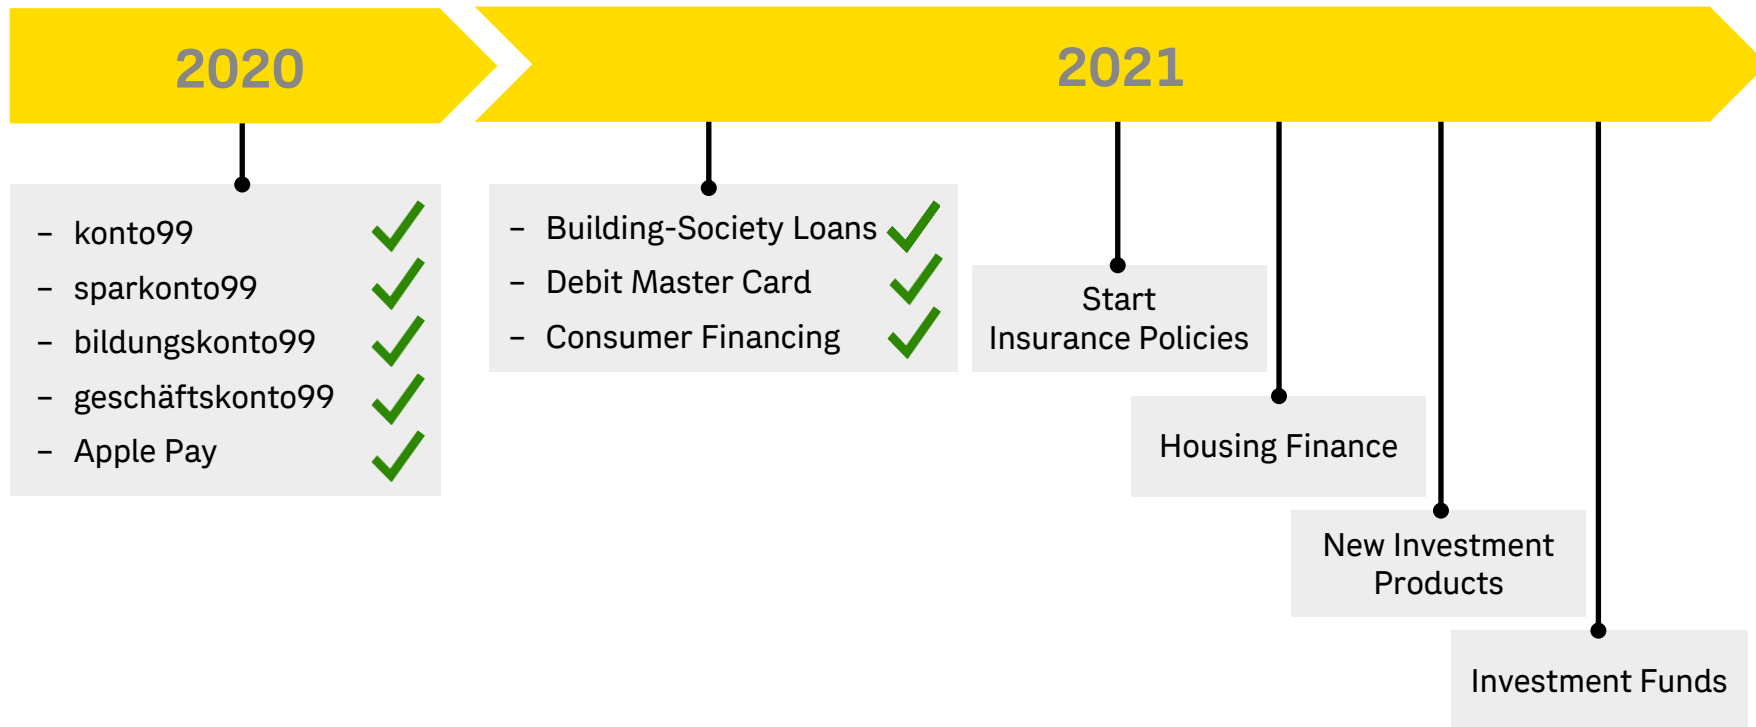 2020
2021
– konto99
– sparkonto99
– bildungskonto99
– geschäftskonto99
– Apple Pay
– Building-Society Loans
– Debit Master Card
– Consumer Financing
Start
Insurance Policies
Housing Finance
New Investment
Products
Investment Funds